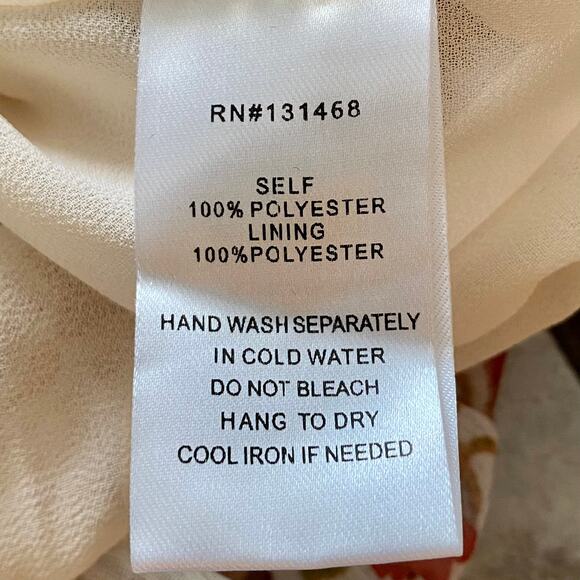 RN#131468
SELF
100% POLYESTER
LINING
100%POLYESTER
HAND WASH SEPARATELY
IN COLD WATER
DO NOT BLEACH
HANG TO DRY
COOL IRON IF NEEDED